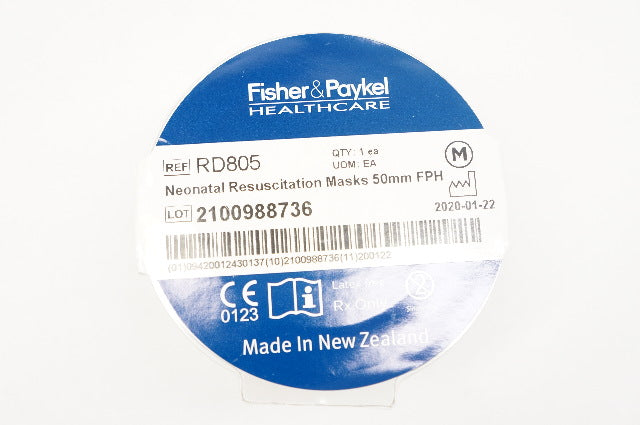 Fisher&Paykel
HEALTHCARE
REF RD805
QTY: 1 ea
UOM: EA
M
Neonatal Resuscitation Masks 50mm FPH
LOT 2100988736
2020-01-22
(01)09420012430137(10)2100988736(11)200122
CE
0123
i
Rx Only
Made In New Zealand